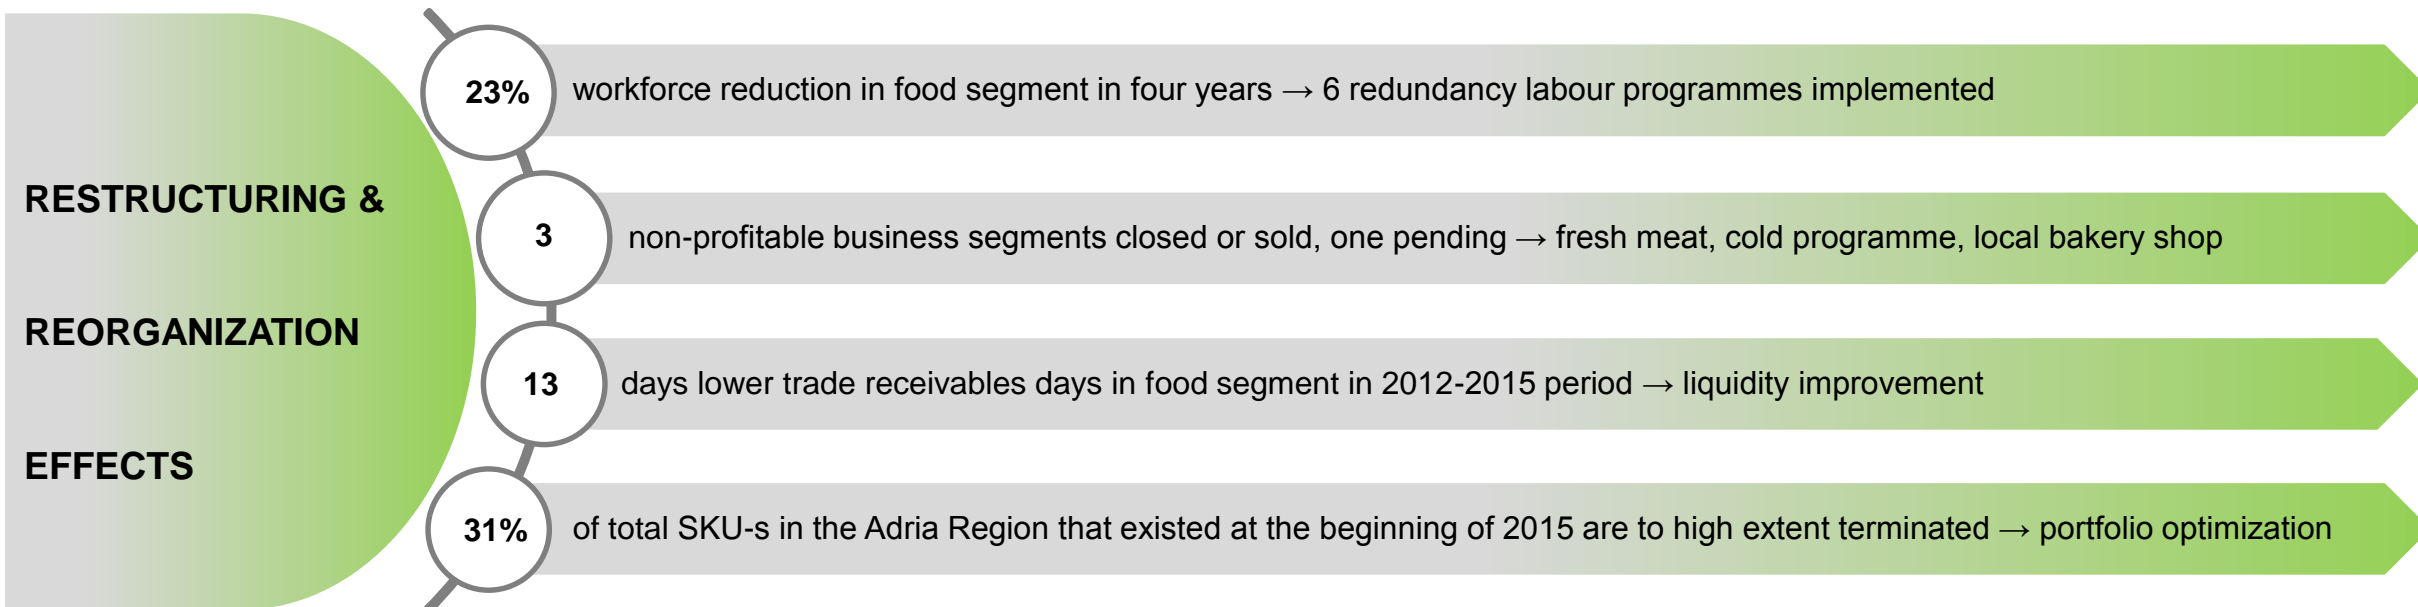 RESTRUCTURING &
REORGANIZATION
EFFECTS
23%
workforce reduction in food segment in four years → 6 redundancy labour programmes implemented
3
non-profitable business segments closed or sold, one pending → fresh meat, cold programme, local bakery shop
13
days lower trade receivables days in food segment in 2012-2015 period → liquidity improvement
31%
of total SKU-s in the Adria Region that existed at the beginning of 2015 are to high extent terminated → portfolio optimization